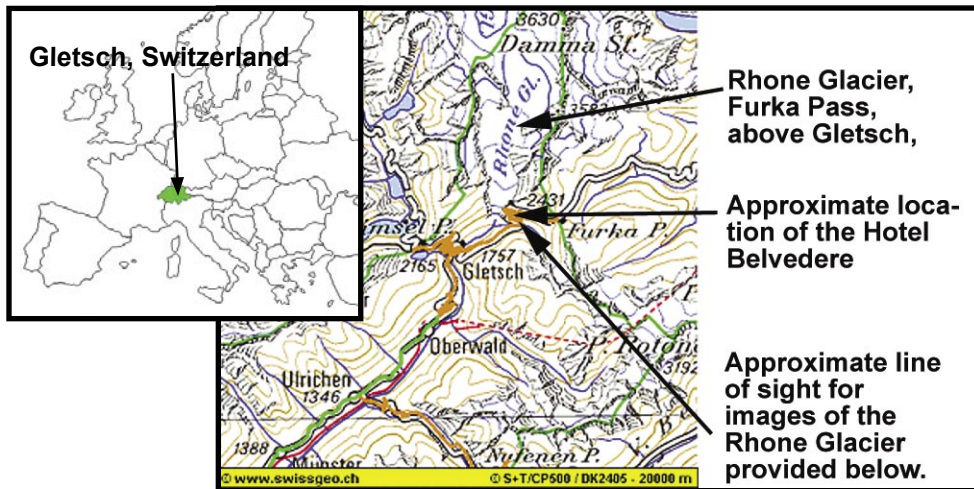 Gletsch, Switzerland
3630
Damma St.
Rhone Gl.
2431
Furka P.
2165
1757
Gletsch
Oberwald
Ulrichen
1346
3192
1388
Münster
Nufenen P.
© www.swissgeo.ch
© S+T/CP500 / DK2405 - 20000 m
Rhone Glacier,
Furka Pass,
above Gletsch,
Approximate loca-
tion of the Hotel
Belvedere
Approximate line
of sight for
images of the
Rhone Glacier
provided below.